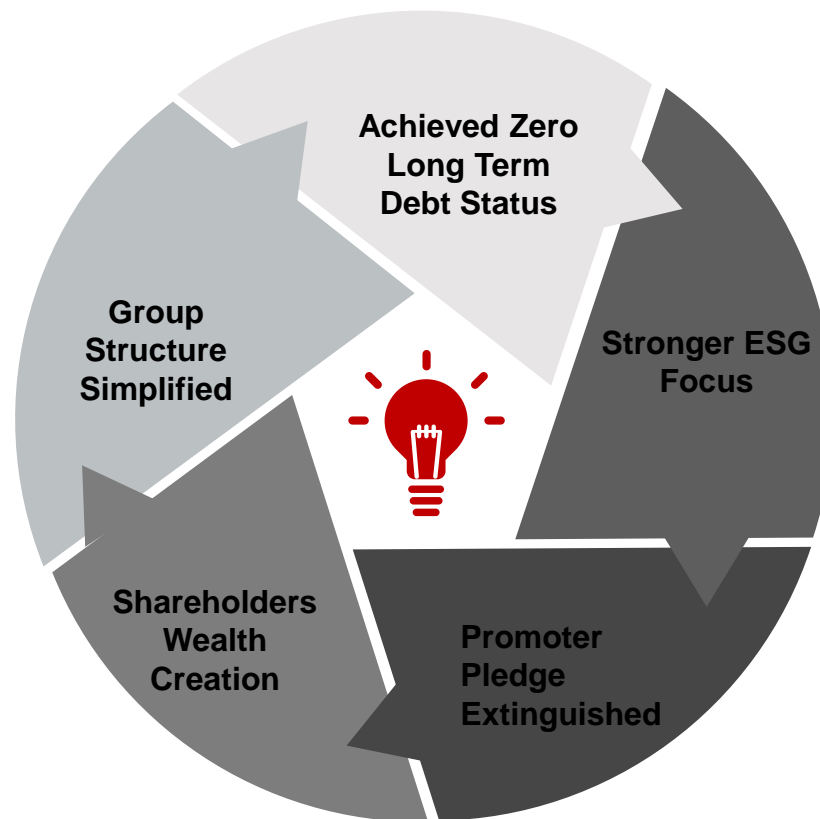 Achieved Zero
Long Term
Debt Status
Stronger ESG
Focus
Promoter
Pledge
Extinguished
Shareholders
Wealth
Creation
Group
Structure
Simplified